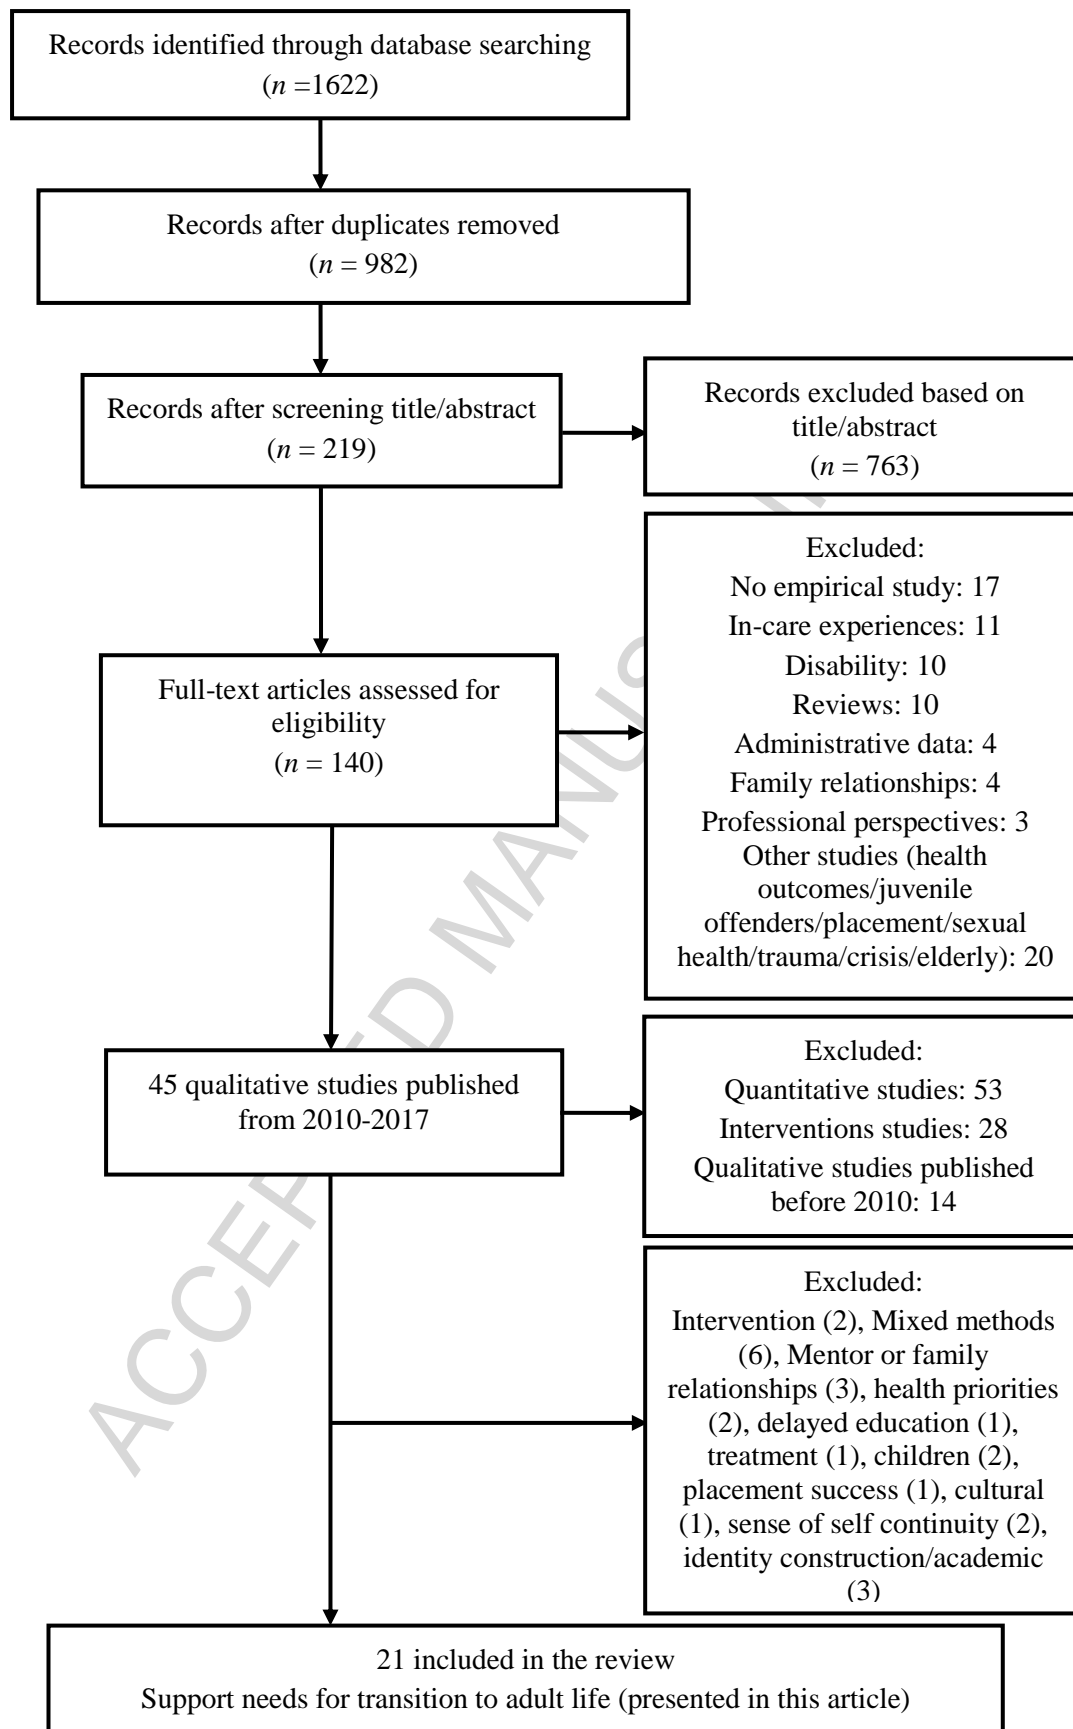 Records identified through database searching
(n =1622)
Records after duplicates removed
(n = 982)
Records after screening title/abstract
(n = 219)
Records excluded based on
title/abstract
(n = 763)
Excluded:
No empirical study: 17
In-care experiences: 11
Disability: 10
Reviews: 10
Administrative data: 4
Family relationships: 4
Professional perspectives: 3
Other studies (health
outcomes/juvenile
offenders/placement/sexual
health/trauma/crisis/elderly): 20
Full-text articles assessed for
eligibility
(n = 140)
45 qualitative studies published
from 2010-2017
Excluded:
Quantitative studies: 53
Interventions studies: 28
Qualitative studies published
before 2010: 14
Excluded:
Intervention (2), Mixed methods
(6), Mentor or family
relationships (3), health priorities
(2), delayed education (1),
treatment (1), children (2),
placement success (1), cultural
(1), sense of self continuity (2),
identity construction/academic
(3)
21 included in the review
Support needs for transition to adult life (presented in this article)